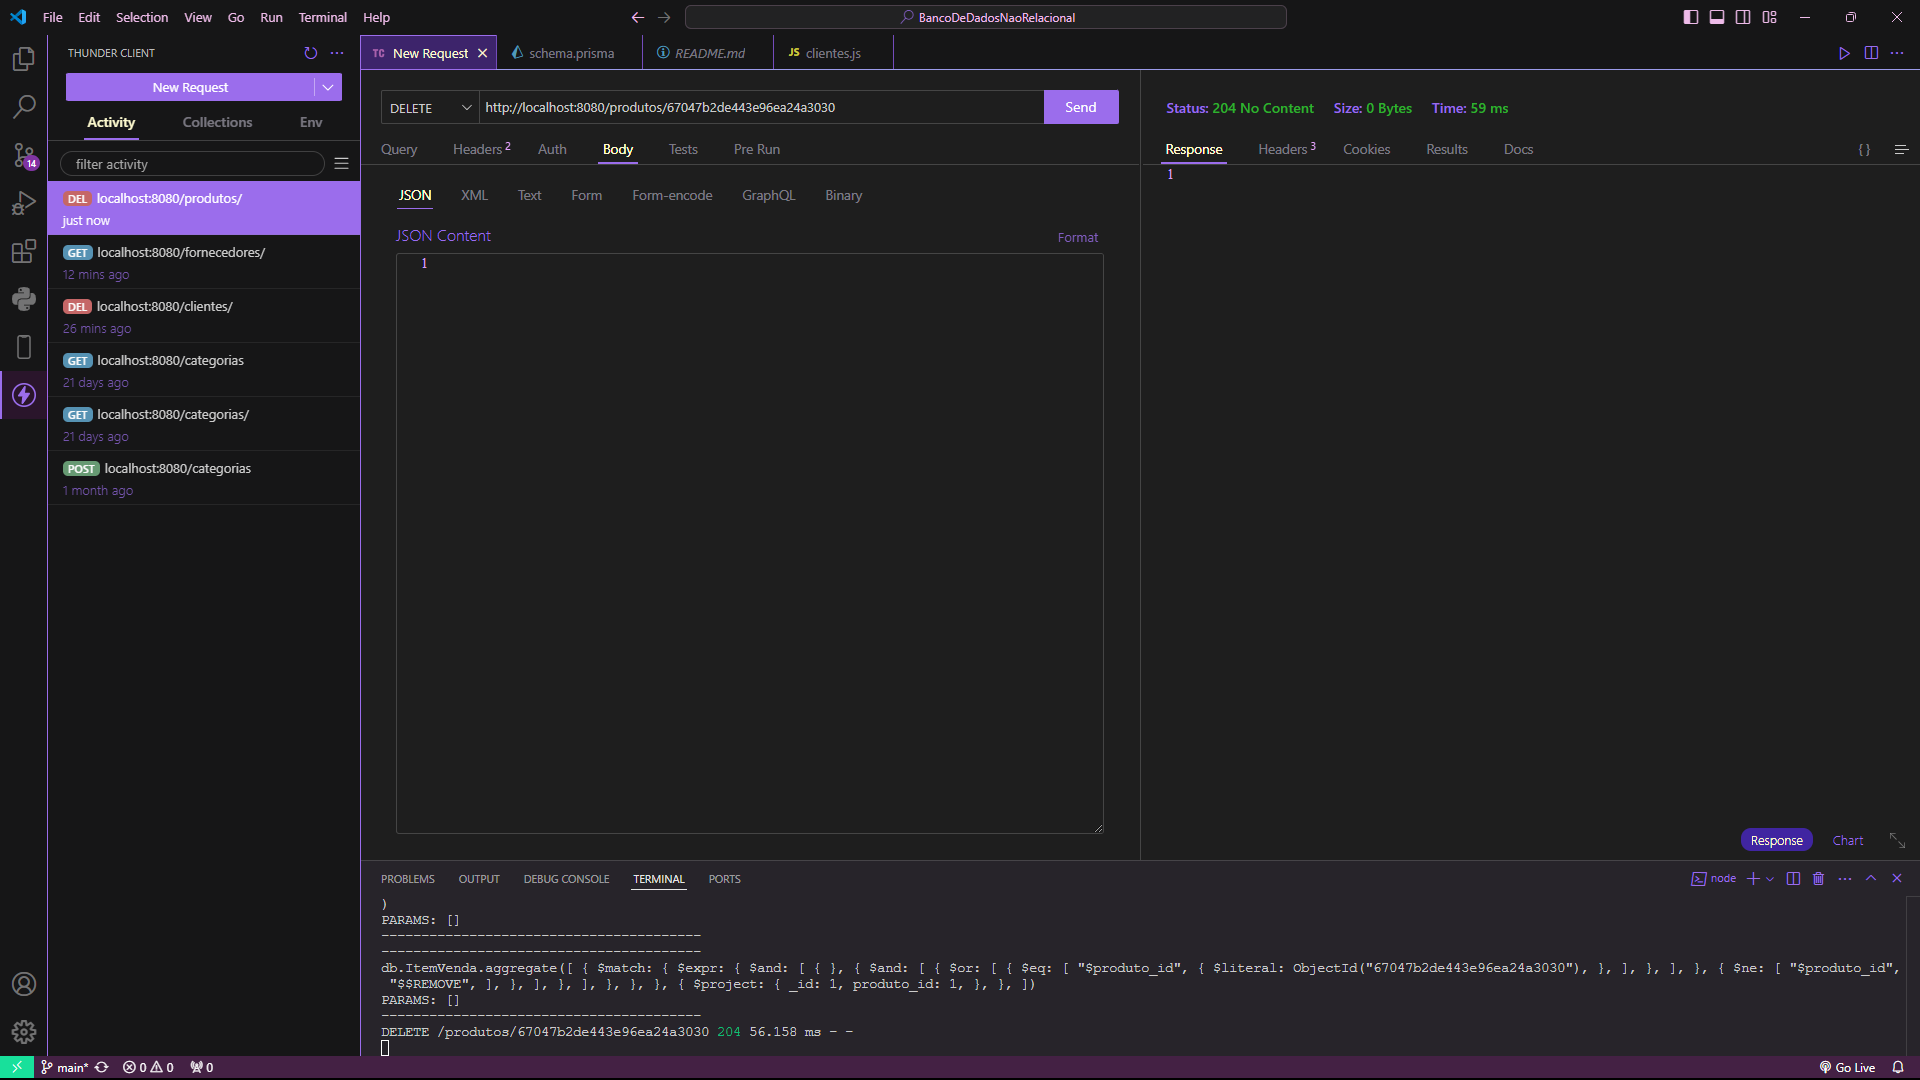 File Edit Selection View Go Run Terminal Help
BancoDeDadosNaoRelacional
THUNDER CLIENT
New Request
Activity Collections Env
filter activity
DEL localhost:8080/produtos/
just now
GET localhost:8080/fornecedores/
12 mins ago
DEL localhost:8080/clientes/
26 mins ago
GET localhost:8080/categorias
21 days ago
GET localhost:8080/categorias/
21 days ago
POST localhost:8080/categorias
1 month ago
14
TC New Request
schema.prisma
README.md
JS clientes.js
DELETE http://localhost:8080/produtos/67047b2de443e96ea24a3030 Send
Query Headers 2 Auth Body Tests Pre Run
JSON XML Text Form Form-encode GraphQL Binary
JSON Content Format
1
Status: 204 No Content Size: 0 Bytes Time: 59 ms
Response Headers 3 Cookies Results Docs {}
1
Response Chart
PROBLEMS OUTPUT DEBUG CONSOLE TERMINAL PORTS
node
)
PARAMS: []
----------------------------------------
----------------------------------------
db.ItemVenda.aggregate([ { $match: { $expr: { $and: [ { }, { $and: [ { $or: [ { $eq: [ "$produto_id", { $literal: ObjectId("67047b2de443e96ea24a3030"), }, ], }, ], }, { $ne: [ "$produto_id",
"$$REMOVE", ], }, ], }, ], }, }, }, { $project: { _id: 1, produto_id: 1, }, }, ])
PARAMS: []
----------------------------------------
DELETE /produtos/67047b2de443e96ea24a3030 204 56.158 ms - -
main* 0 0 0 Go Live